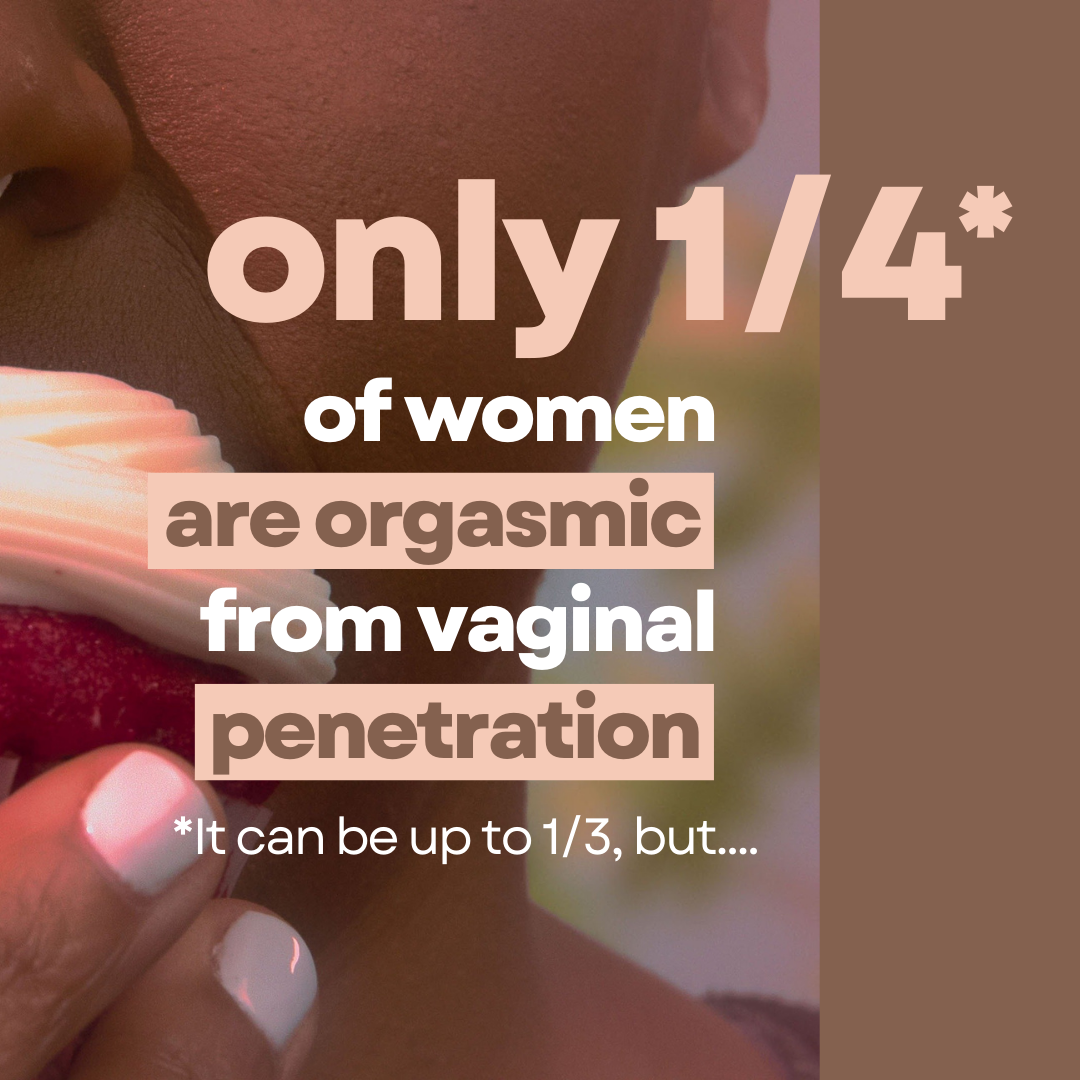 only 1/4*
of women
are orgasmic
from vaginal
penetration
*It can be up to 1/3, but....